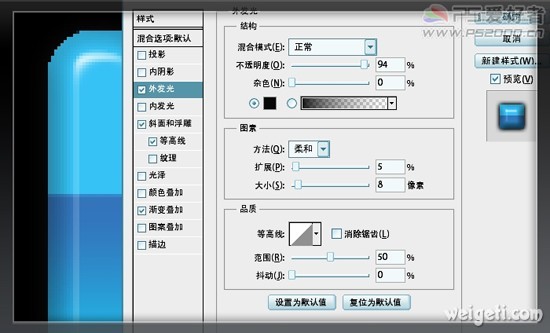 PS爱好者
www.PS2000.cn
样式
混合选项:默认
投影
内阴影
外发光
内发光
斜面和浮雕
等高线
纹理
光泽
颜色叠加
渐变叠加
图案叠加
描边
外发光
结构
混合模式(E): 正常
不透明度(O): 94 %
杂色(N): 0 %
图素
方法(Q): 柔和
扩展(P): 5 %
大小(S): 8 像素
品质
等高线: 消除锯齿(L)
范围(R): 50 %
抖动(J): 0 %
设置为默认值 复位为默认值
取消
新建样式(W)...
预览(V)
weigeti.com